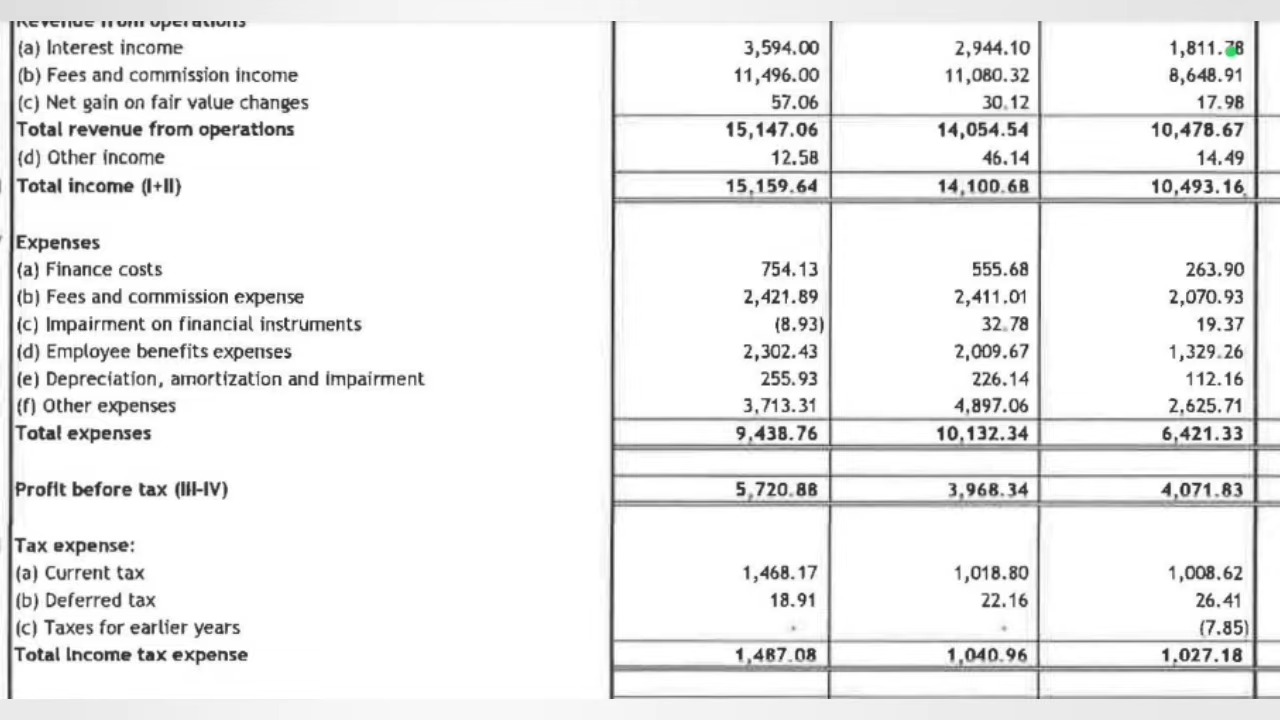 Revenue from operations
(a) Interest income 3,594.00 2,944.10 1,811.78
(b) Fees and commission income 11,496.00 11,080.32 8,648.91
(c) Net gain on fair value changes 57.06 30.12 17.98
Total revenue from operations 15,147.06 14,054.54 10,478.67
(d) Other income 12.58 46.14 14.49
Total income (I+II) 15,159.64 14,100.68 10,493.16
Expenses
(a) Finance costs 754.13 555.68 263.90
(b) Fees and commission expense 2,421.89 2,411.01 2,070.93
(c) Impairment on financial instruments (8.93) 32.78 19.37
(d) Employee benefits expenses 2,302.43 2,009.67 1,329.26
(e) Depreciation, amortization and impairment 255.93 226.14 112.16
(f) Other expenses 3,713.31 4,897.06 2,625.71
Total expenses 9,438.76 10,132.34 6,421.33
Profit before tax (III-IV) 5,720.88 3,968.34 4,071.83
Tax expense:
(a) Current tax 1,468.17 1,018.80 1,008.62
(b) Deferred tax 18.91 22.16 26.41
(c) Taxes for earlier years - - (7.85)
Total income tax expense 1,487.08 1,040.96 1,027.18